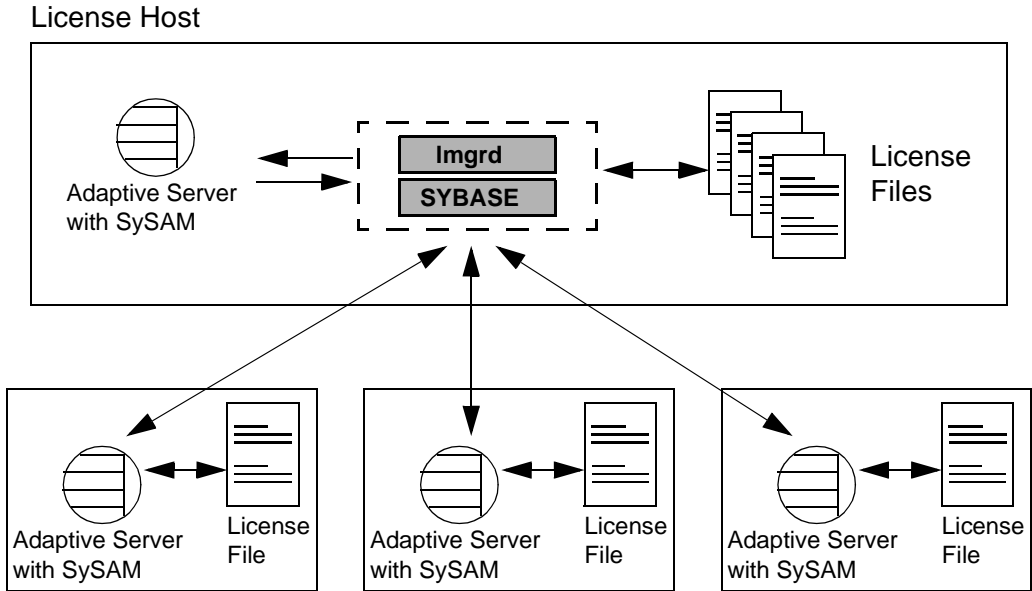 License Host
Adaptive Server
with SySAM
lmgrd
SYBASE
License
Files
Adaptive Server
with SySAM
License
File
Adaptive Server
with SySAM
License
File
Adaptive Server
with SySAM
License
File